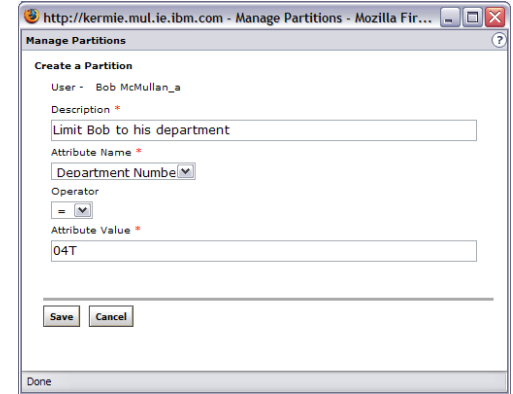 http://kermie.mul.ie.ibm.com - Manage Partitions - Mozilla Fir...
Manage Partitions ?
Create a Partition
User - Bob McMullan_a
Description *
Limit Bob to his department
Attribute Name *
Department Numbe
Operator
=
Attribute Value *
04T
Save Cancel
Done